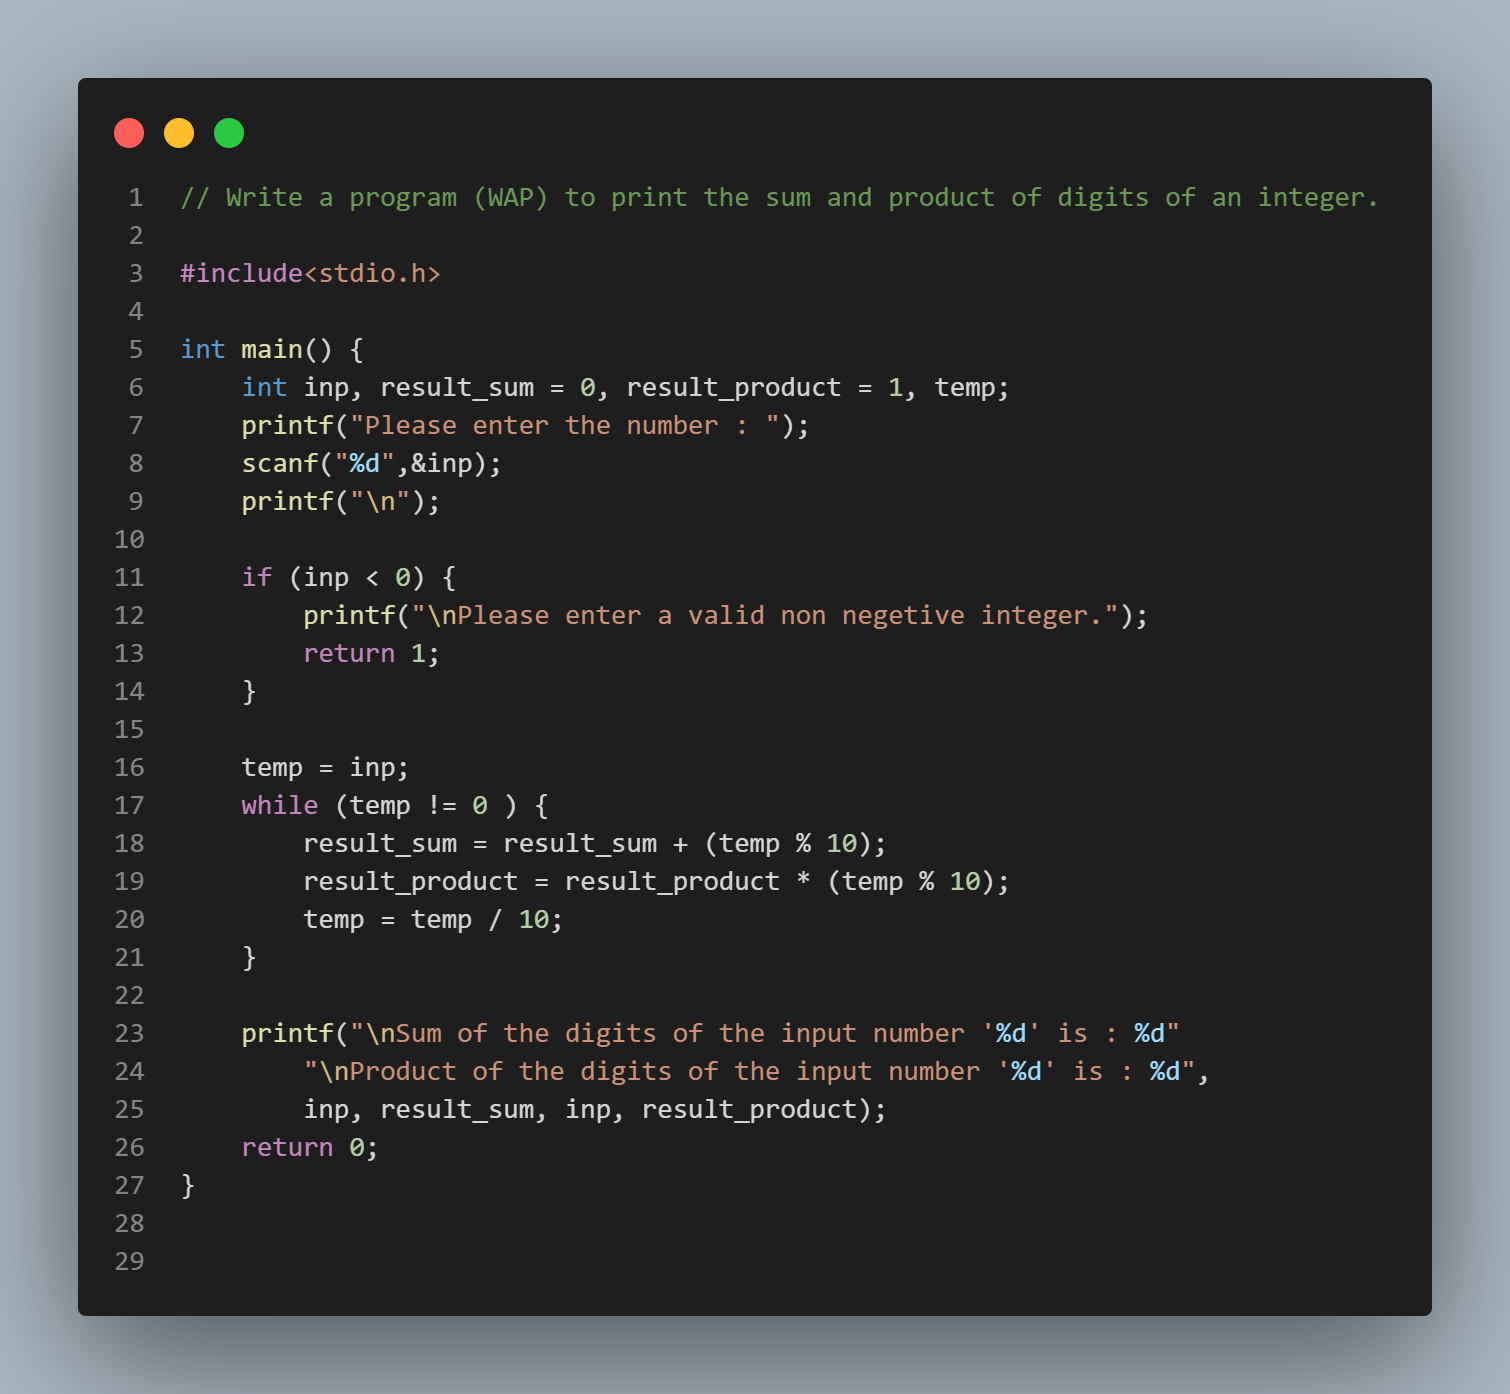 1 // Write a program (WAP) to print the sum and product of digits of an integer.
2
3 #include<stdio.h>
4
5 int main() {
6     int inp, result_sum = 0, result_product = 1, temp;
7     printf("Please enter the number : ");
8     scanf("%d",&inp);
9     printf("\n");
10
11     if (inp < 0) {
12         printf("\nPlease enter a valid non negetive integer.");
13         return 1;
14     }
15
16     temp = inp;
17     while (temp != 0 ) {
18         result_sum = result_sum + (temp % 10);
19         result_product = result_product * (temp % 10);
20         temp = temp / 10;
21     }
22
23     printf("\nSum of the digits of the input number '%d' is : %d"
24         "\nProduct of the digits of the input number '%d' is : %d",
25         inp, result_sum, inp, result_product);
26     return 0;
27 }
28
29